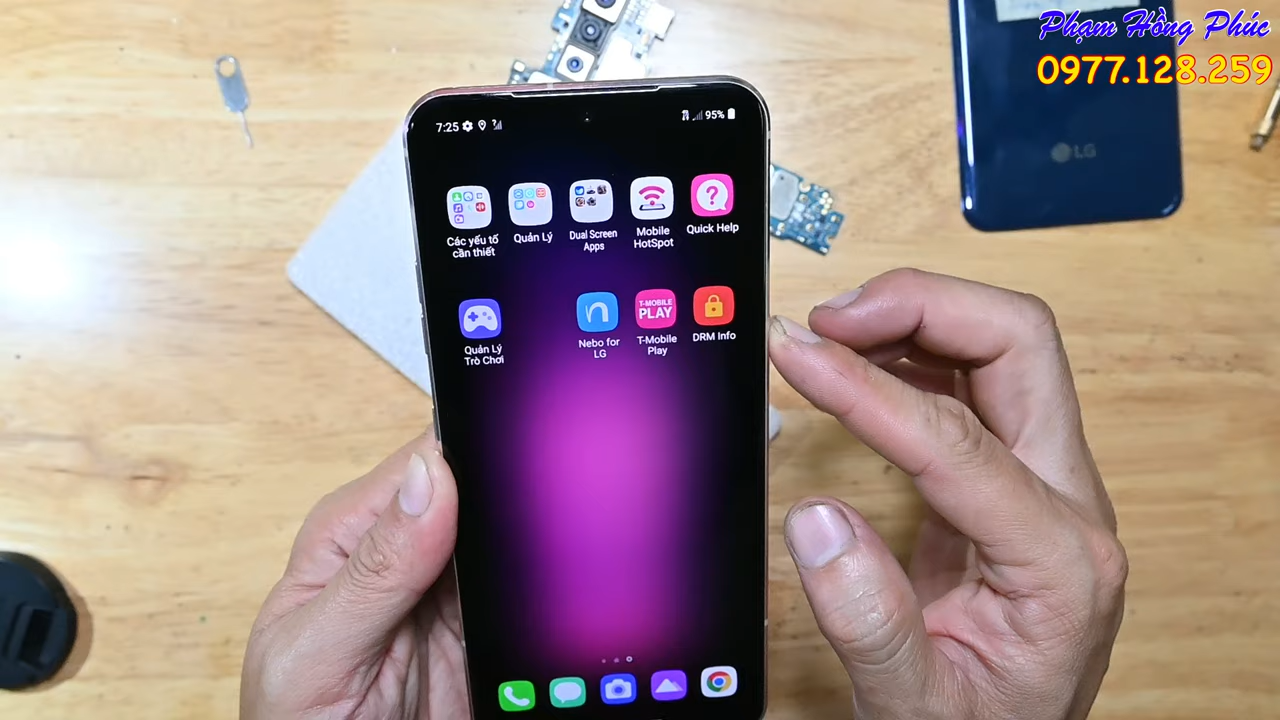 Phạm Hồng Phúc
0977.128.259
LG
7:25
95%
Các yếu tố
cần thiết
Quản Lý
Dual Screen
Apps
Mobile
HotSpot
Quick Help
Quản Lý
Trò Chơi
n
Nebo for
LG
T-MOBILE
PLAY
T-Mobile
Play
DRM Info